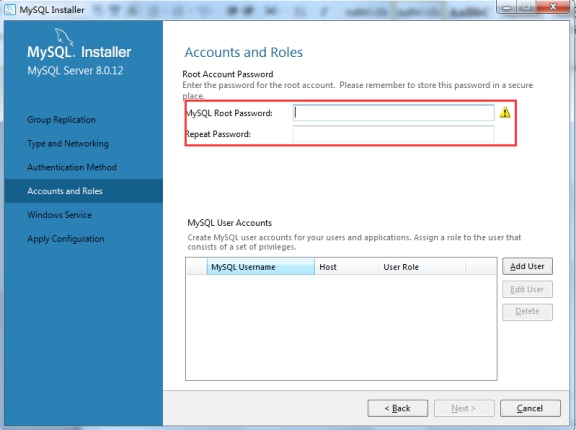 MySQL Installer
MySQL. Installer
MySQL Server 8.0.12
Group Replication
Type and Networking
Authentication Method
Accounts and Roles
Windows Service
Apply Configuration
Accounts and Roles
Root Account Password
Enter the password for the root account. Please remember to store this password in a secure
place.
MySQL Root Password:
Repeat Password:
MySQL User Accounts
Create MySQL user accounts for your users and applications. Assign a role to the user that
consists of a set of privileges.
MySQL Username Host User Role
Add User
Edit User
Delete
< Back Next > Cancel